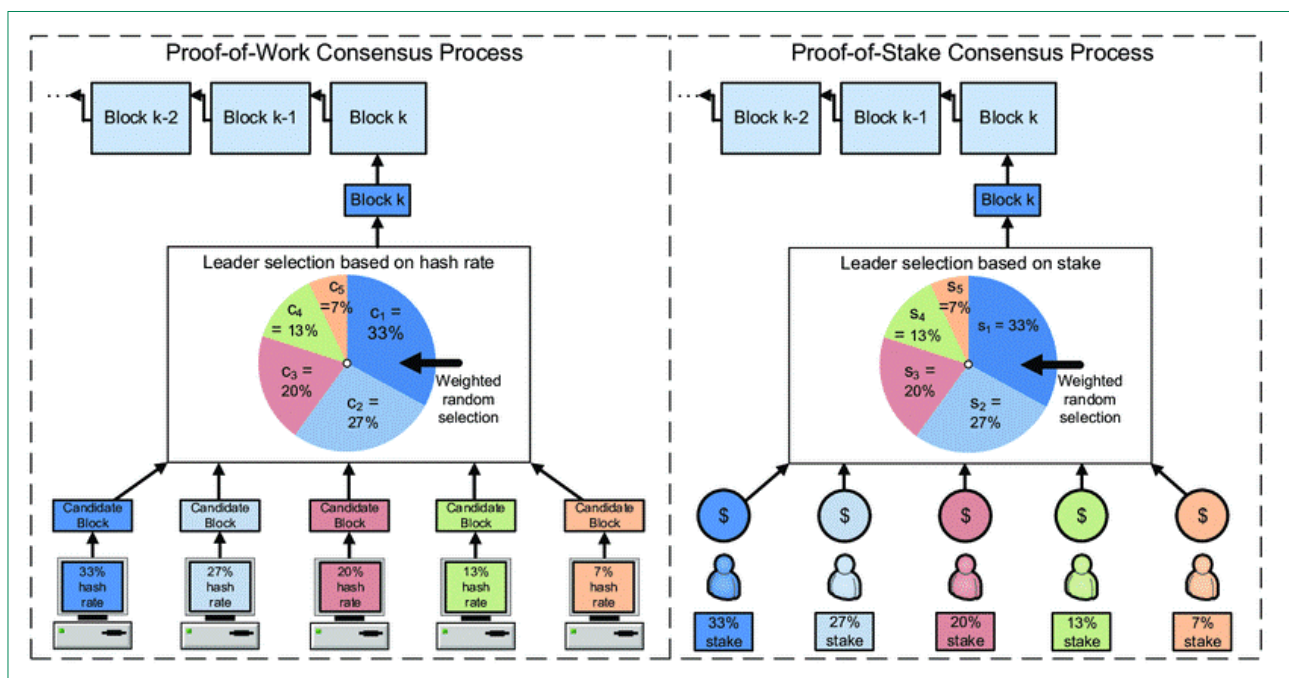 Proof-of-Work Consensus Process
...
Block k-2
Block k-1
Block k
Block k
Leader selection based on hash rate
c₁ =
33%
c₂ =
27%
c₃ =
20%
c₄
= 13%
c₅
=7%
Weighted
random
selection
Candidate
Block
Candidate
Block
Candidate
Block
Candidate
Block
Candidate
Block
33%
hash
rate
27%
hash
rate
20%
hash
rate
13%
hash
rate
7%
hash
rate
Proof-of-Stake Consensus Process
...
Block k-2
Block k-1
Block k
Block k
Leader selection based on stake
s₁ = 33%
s₂ =
27%
s₃ =
20%
s₄
= 13%
s₅
=7%
Weighted
random
selection
$
$
$
$
$
33%
stake
27%
stake
20%
stake
13%
stake
7%
stake